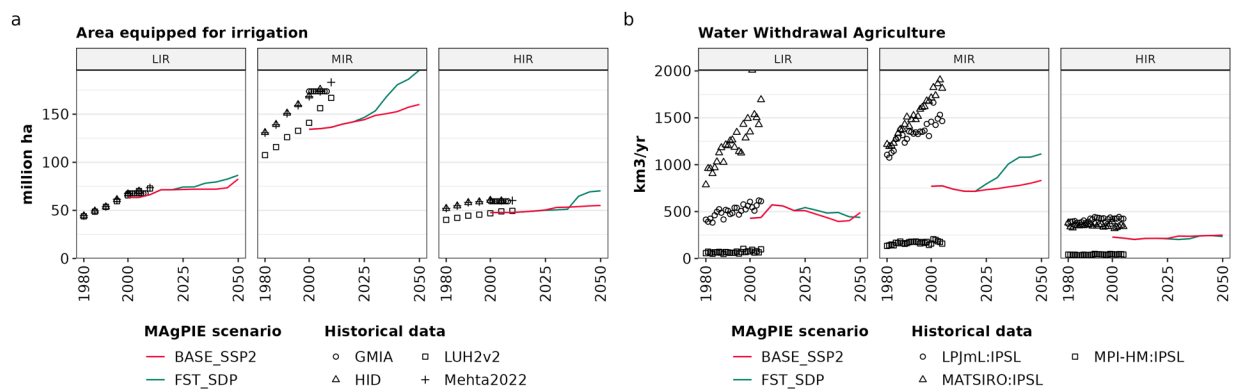 a
Area equipped for irrigation
LIR
MIR
HIR
million ha
150
100
50
0
1980
2000
2025
2050
1980
2000
2025
2050
1980
2000
2025
2050
MAgPIE scenario
BASE_SSP2
FST_SDP
Historical data
GMIA
HID
LUH2v2
Mehta2022
b
Water Withdrawal Agriculture
LIR
MIR
HIR
km3/yr
2000
1500
1000
500
0
1980
2000
2025
2050
1980
2000
2025
2050
1980
2000
2025
2050
MAgPIE scenario
BASE_SSP2
FST_SDP
Historical data
LPJmL:IPSL
MATSIRO:IPSL
MPI-HM:IPSL